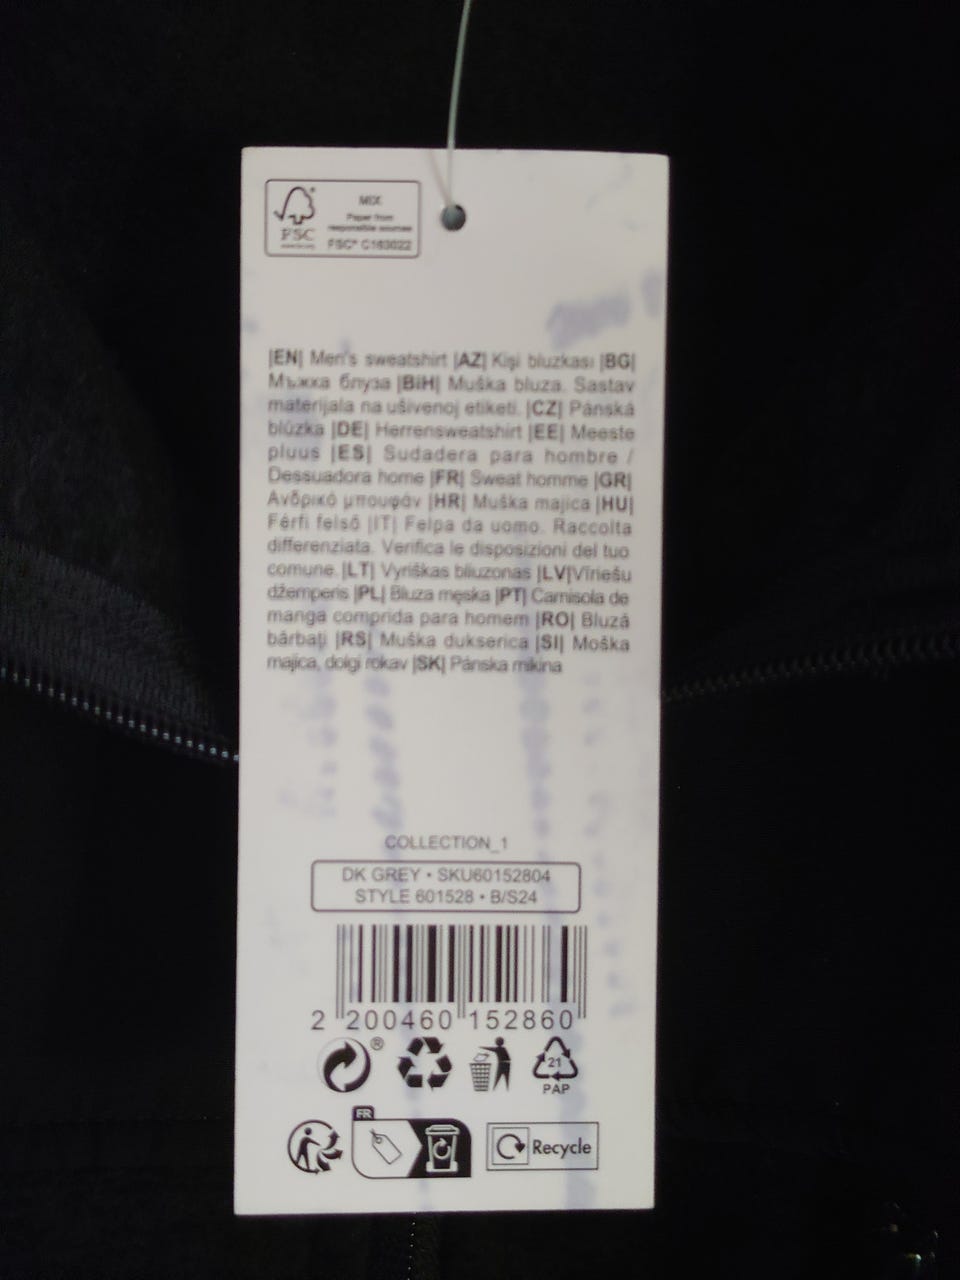 MIX
Paper from
responsible sources
FSC
FSC® C163022
|EN| Men's sweatshirt |AZ| Kişi bluzkası |BG|
Мъжка блуза |BIH| Muška bluza. Sastav
materijala na ušivenoj etiketi. |CZ| Pánská
blůzka |DE| Herrensweatshirt |EE| Meeste
pluus |ES| Sudadera para hombre /
Dessuadora home |FR| Sweat homme |GR|
Ανδρικό μπουφάν |HR| Muška majica |HU|
Férfi felső |IT| Felpa da uomo. Raccolta
differenziata. Verifica le disposizioni del tuo
comune. |LT| Vyriškas bliuzonas |LV|Vīriešu
džemperis |PL| Bluza męska |PT| Camisola de
manga comprida para homem |RO| Bluză
bărbați |RS| Muška dukserica |SI| Moška
majica, dolgi rokav |SK| Pánska mikina
COLLECTION_1
DK GREY • SKU60152804
STYLE 601528 • B/S24
2 200460 152860
®
21
PAP
FR
Recycle